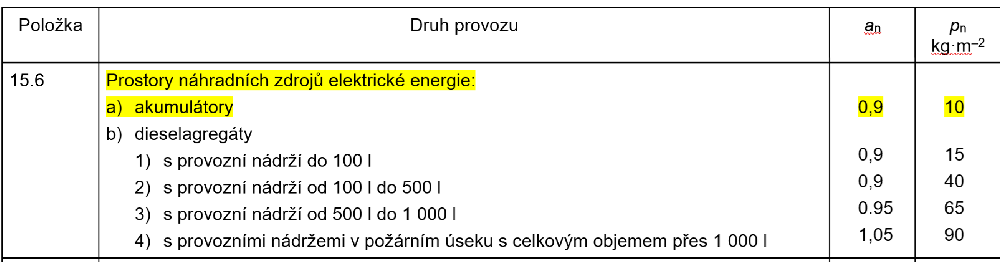 Položka Druh provozu an pn
kg·m–2
15.6 Prostory náhradních zdrojů elektrické energie:
a) akumulátory 0,9 10
b) dieselagregáty
1) s provozní nádrží do 100 l 0,9 15
2) s provozní nádrží od 100 l do 500 l 0,9 40
3) s provozní nádrží od 500 l do 1 000 l 0.95 65
4) s provozními nádržemi v požárním úseku s celkovým objemem přes 1 000 l 1,05 90